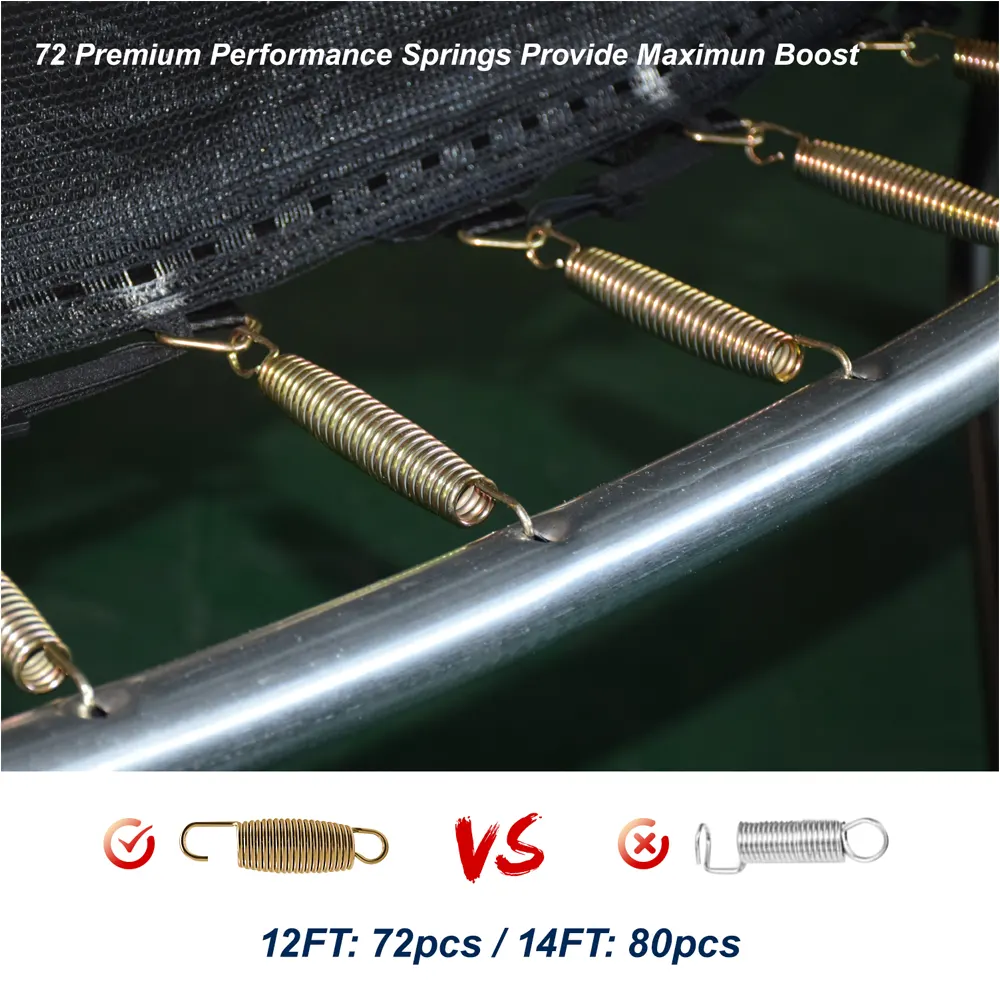 72 Premium Performance Springs Provide Maximun Boost
VS
12FT: 72pcs / 14FT: 80pcs